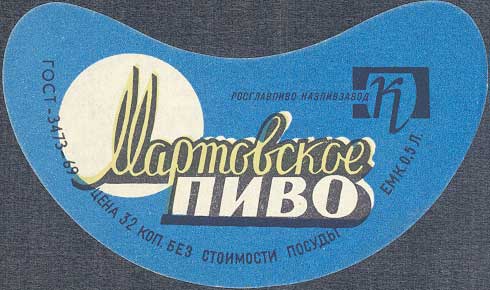 РОСГЛАВПИВО КАЗПИВЗАВОД
К
Мартовское
ПИВО
ГОСТ-3473-69 ЦЕНА 32 КОП. БЕЗ СТОИМОСТИ ПОСУДЫ ЕМК. 0,5 Л.